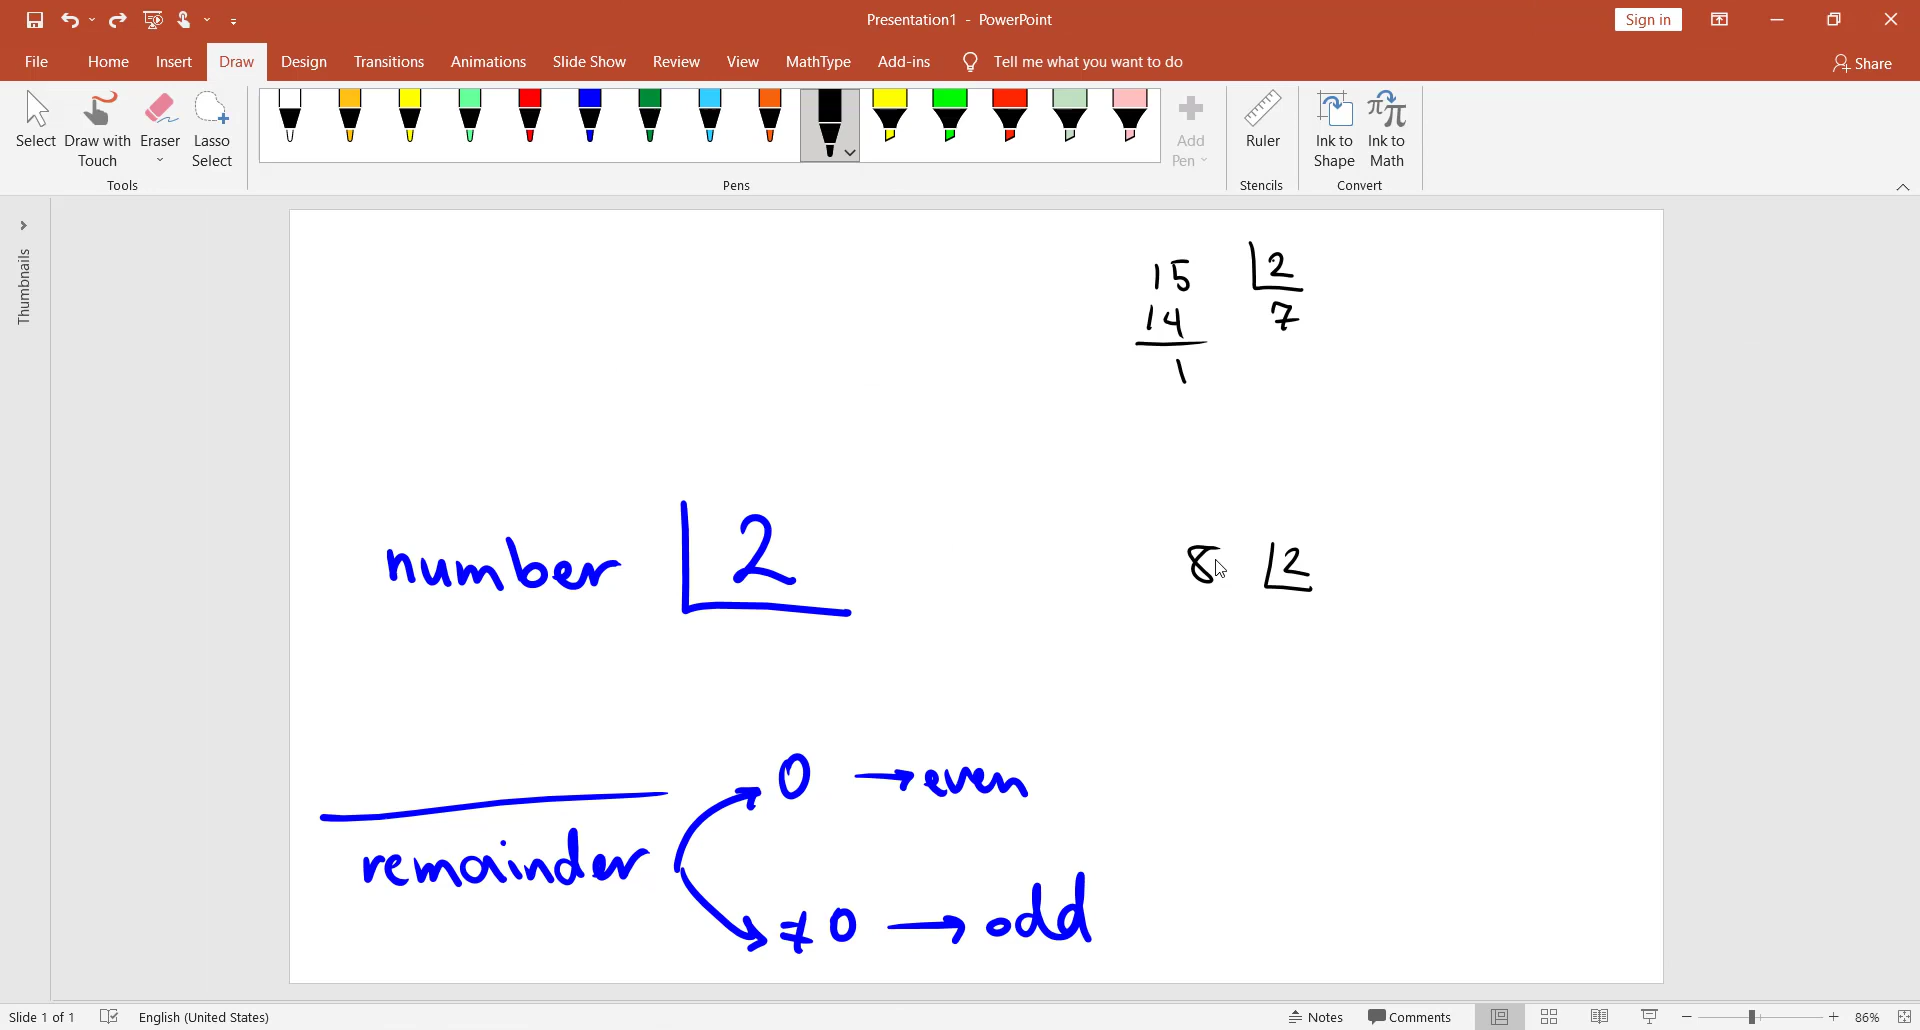 Presentation1 - PowerPoint
Sign in
File Home Insert Draw Design Transitions Animations Slide Show Review View MathType Add-ins Tell me what you want to do
Share
Select
Draw with Touch
Eraser
Lasso Select
Tools
Pens
Add Pen
Ruler
Stencils
Ink to Shape
Ink to Math
Convert
Thumbnails
15 2
14 7
1
number 2
8 2
0 → even
remainder
≠ 0 → odd
Slide 1 of 1 English (United States) Notes Comments 86%